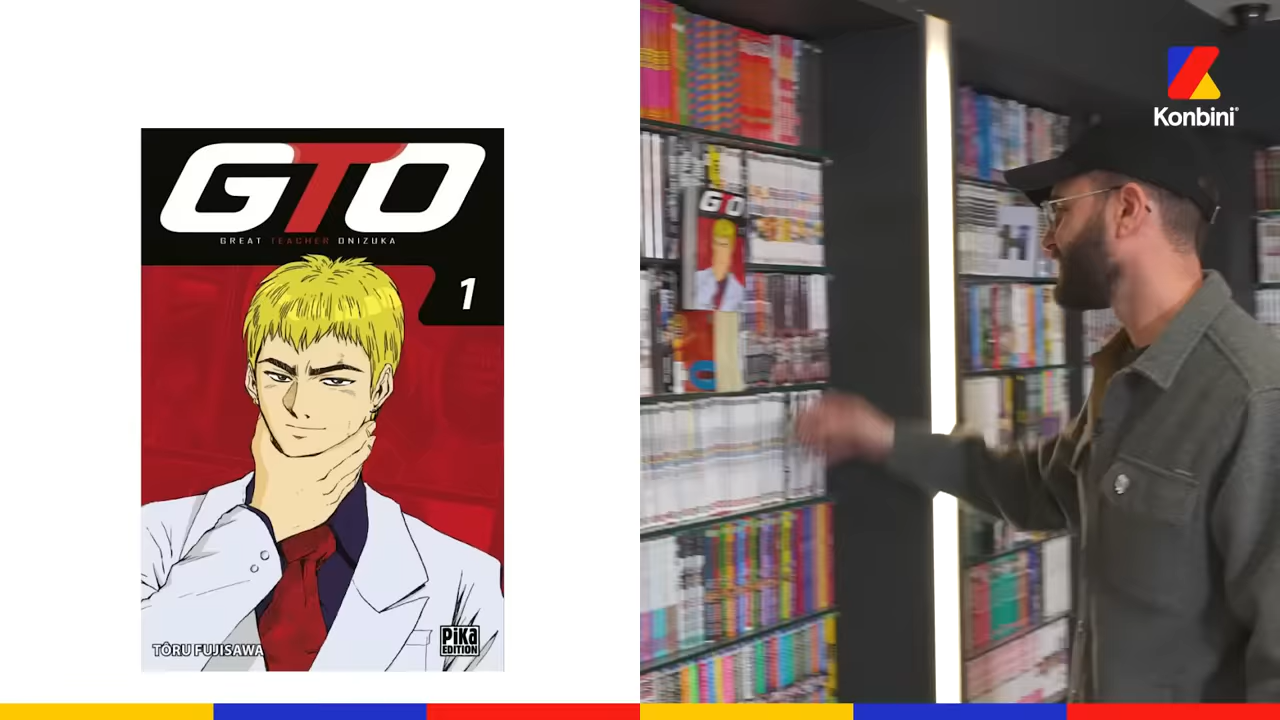 GTO
GREAT TEACHER ONIZUKA
1
TÔRU FUJISAWA
PiKa
EDITION
GTO
Konbini